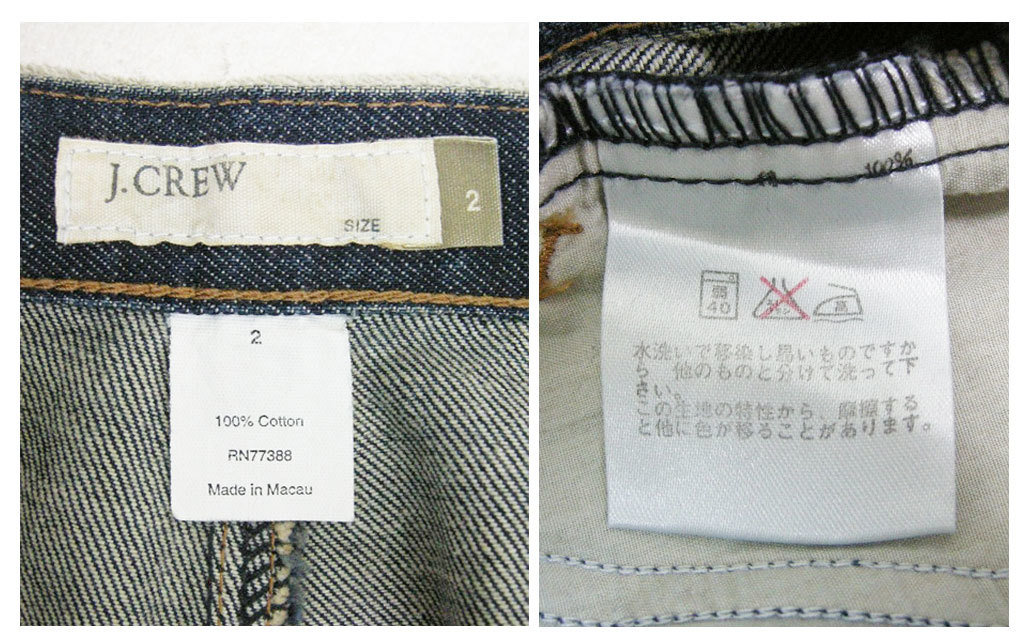 J.CREW
SIZE
2
2
100% Cotton
RN77388
Made in Macau
100%
弱
40
高
水洗いで移染し易いものですか
ら、他のものと分けて洗って下
さい。
この生地の特性から、摩擦する
と他に色が移ることがあります。